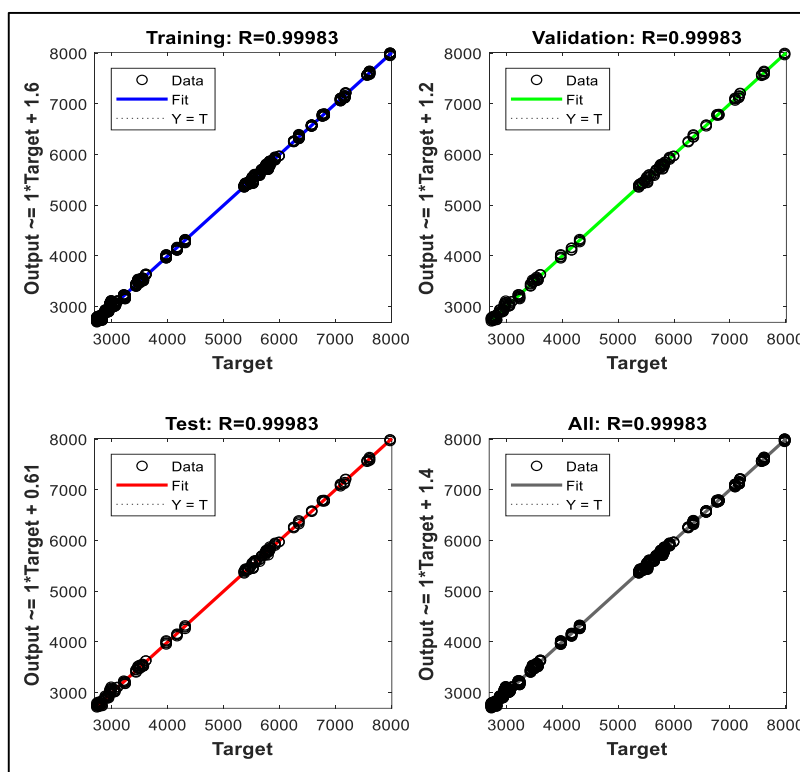 Training: R=0.99983
Output ~= 1*Target + 1.6
8000
7000
6000
5000
4000
3000
Data
Fit
Y = T
3000 4000 5000 6000 7000 8000
Target
Validation: R=0.99983
Output ~= 1*Target + 1.2
8000
7000
6000
5000
4000
3000
Data
Fit
Y = T
3000 4000 5000 6000 7000 8000
Target
Test: R=0.99983
Output ~= 1*Target + 0.61
8000
7000
6000
5000
4000
3000
Data
Fit
Y = T
3000 4000 5000 6000 7000 8000
Target
All: R=0.99983
Output ~= 1*Target + 1.4
8000
7000
6000
5000
4000
3000
Data
Fit
Y = T
3000 4000 5000 6000 7000 8000
Target